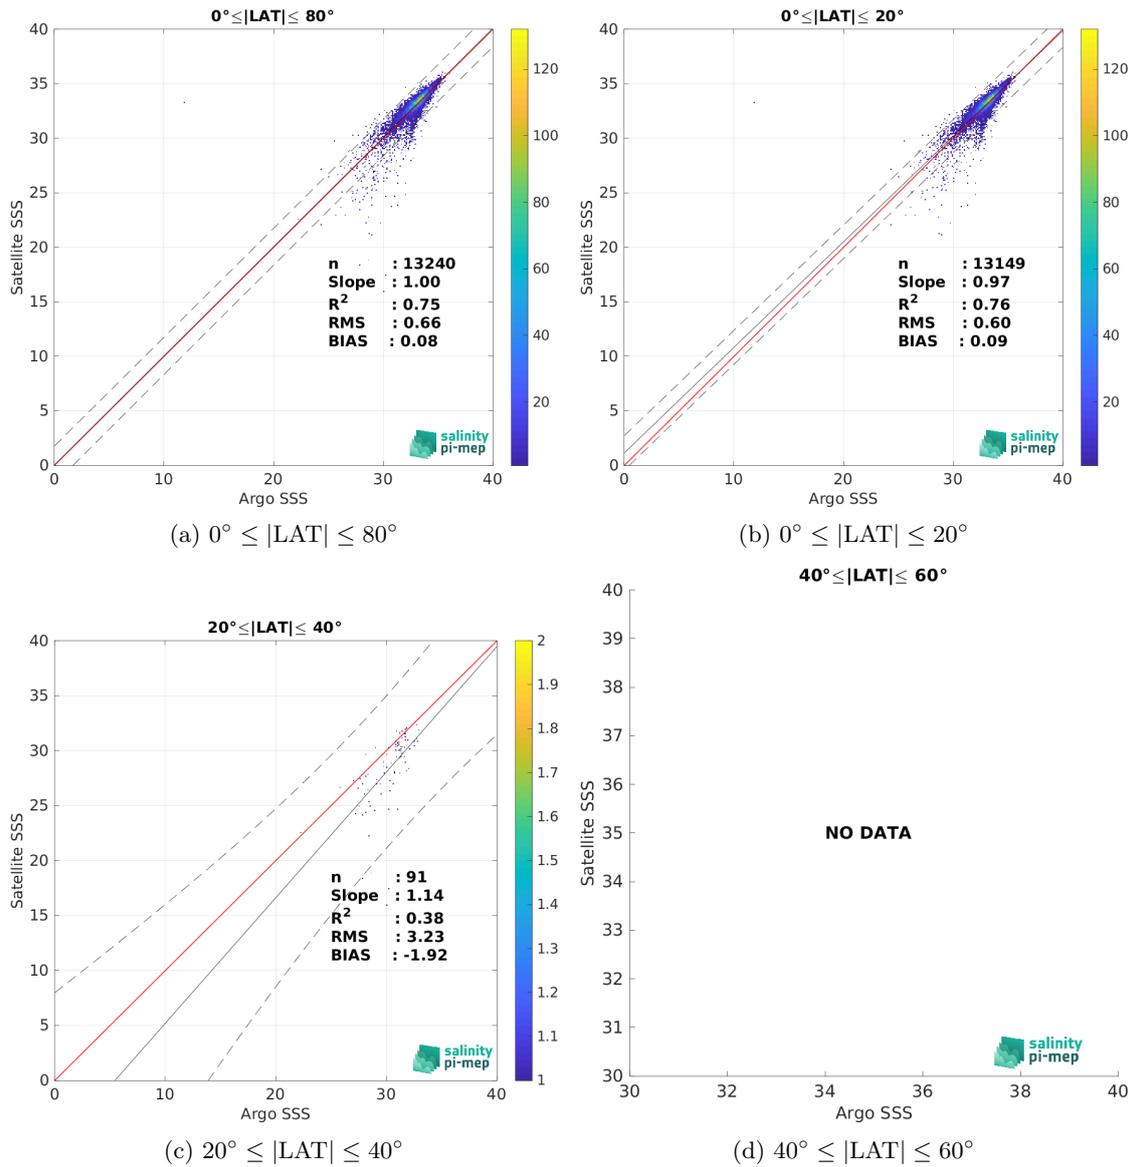 0°≤|LAT|≤ 80°
40
35
30
25
20
15
10
5
0
Satellite SSS
0
10
20
30
40
Argo SSS
n : 13240
Slope : 1.00
R² : 0.75
RMS : 0.66
BIAS : 0.08
salinity
pi-mep
120
100
80
60
40
20
(a) 0° ≤ |LAT| ≤ 80°
0°≤|LAT|≤ 20°
40
35
30
25
20
15
10
5
0
Satellite SSS
0
10
20
30
40
Argo SSS
n : 13149
Slope : 0.97
R² : 0.76
RMS : 0.60
BIAS : 0.09
salinity
pi-mep
120
100
80
60
40
20
(b) 0° ≤ |LAT| ≤ 20°
20°≤|LAT|≤ 40°
40
35
30
25
20
15
10
5
0
Satellite SSS
0
10
20
30
40
Argo SSS
n : 91
Slope : 1.14
R² : 0.38
RMS : 3.23
BIAS : -1.92
salinity
pi-mep
2
1.9
1.8
1.7
1.6
1.5
1.4
1.3
1.2
1.1
1
(c) 20° ≤ |LAT| ≤ 40°
40°≤|LAT|≤ 60°
40
39
38
37
36
35
34
33
32
31
30
Satellite SSS
NO DATA
salinity
pi-mep
30
32
34
36
38
40
Argo SSS
(d) 40° ≤ |LAT| ≤ 60°